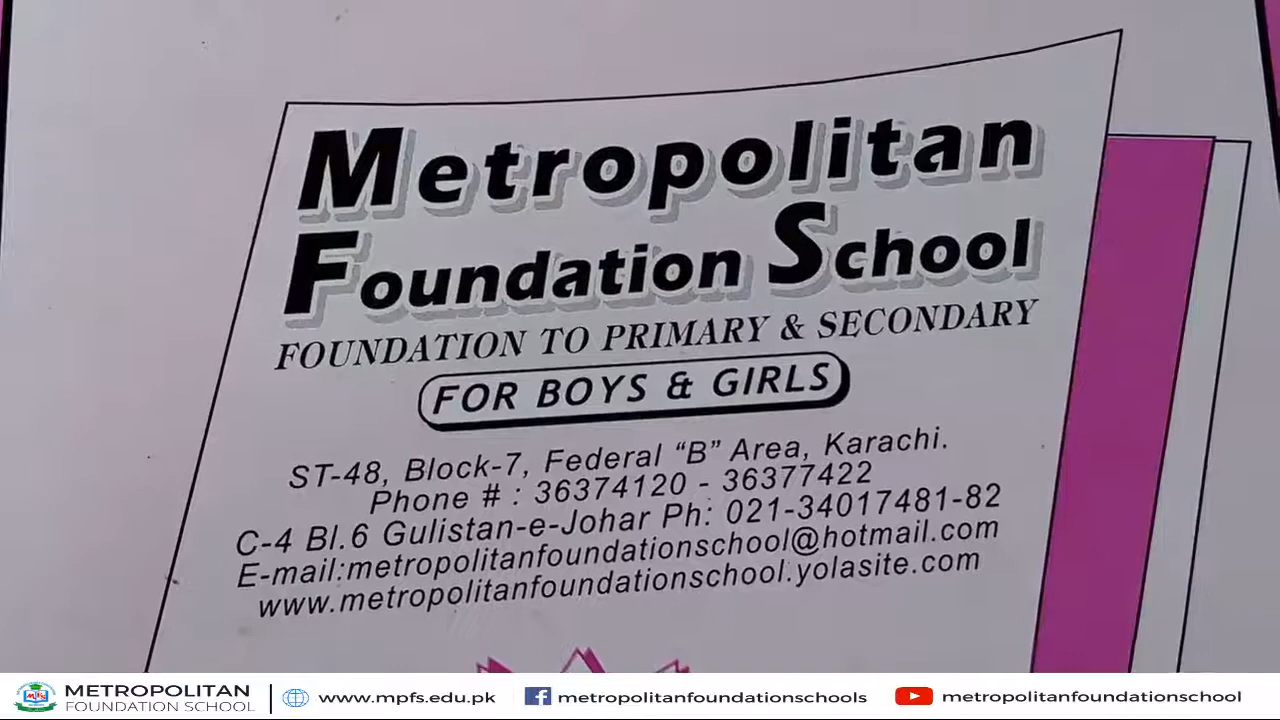 Metropolitan
Foundation School
FOUNDATION TO PRIMARY & SECONDARY
FOR BOYS & GIRLS
ST-48, Block-7, Federal “B” Area, Karachi.
Phone # : 36374120 - 36377422
C-4 Bl.6 Gulistan-e-Johar Ph: 021-34017481-82
E-mail:metropolitanfoundationschool@hotmail.com
www.metropolitanfoundationschool.yolasite.com
METROPOLITAN
FOUNDATION SCHOOL
www.mpfs.edu.pk
metropolitanfoundationschools
metropolitanfoundationschool